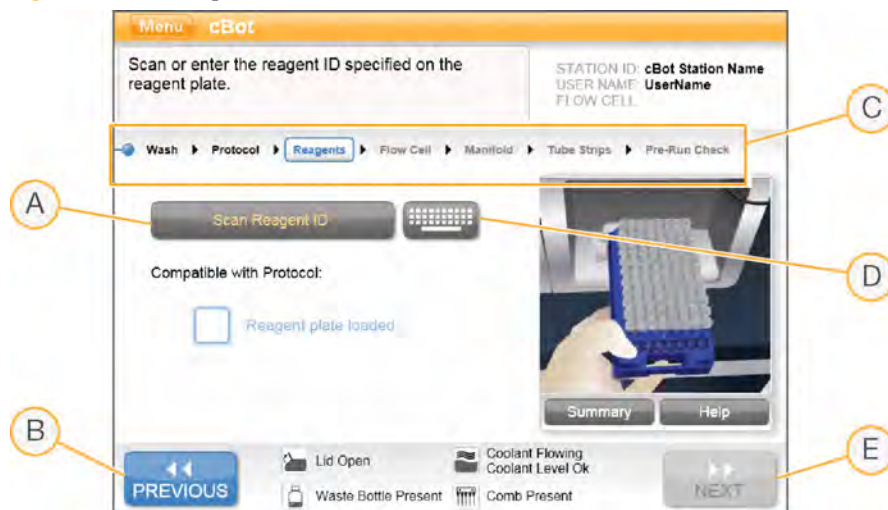 Menu cBot
Scan or enter the reagent ID specified on the
reagent plate.
STATION ID: cBot Station Name
USER NAME: UserName
FLOW CELL
C
Wash Protocol Reagents Flow Cell Manifold Tube Strips Pre-Run Check
A
Scan Reagent ID
D
Compatible with Protocol:
Reagent plate loaded
Summary Help
B
E
PREVIOUS
Lid Open
Coolant Flowing
Coolant Level Ok
Waste Bottle Present
Comb Present
NEXT